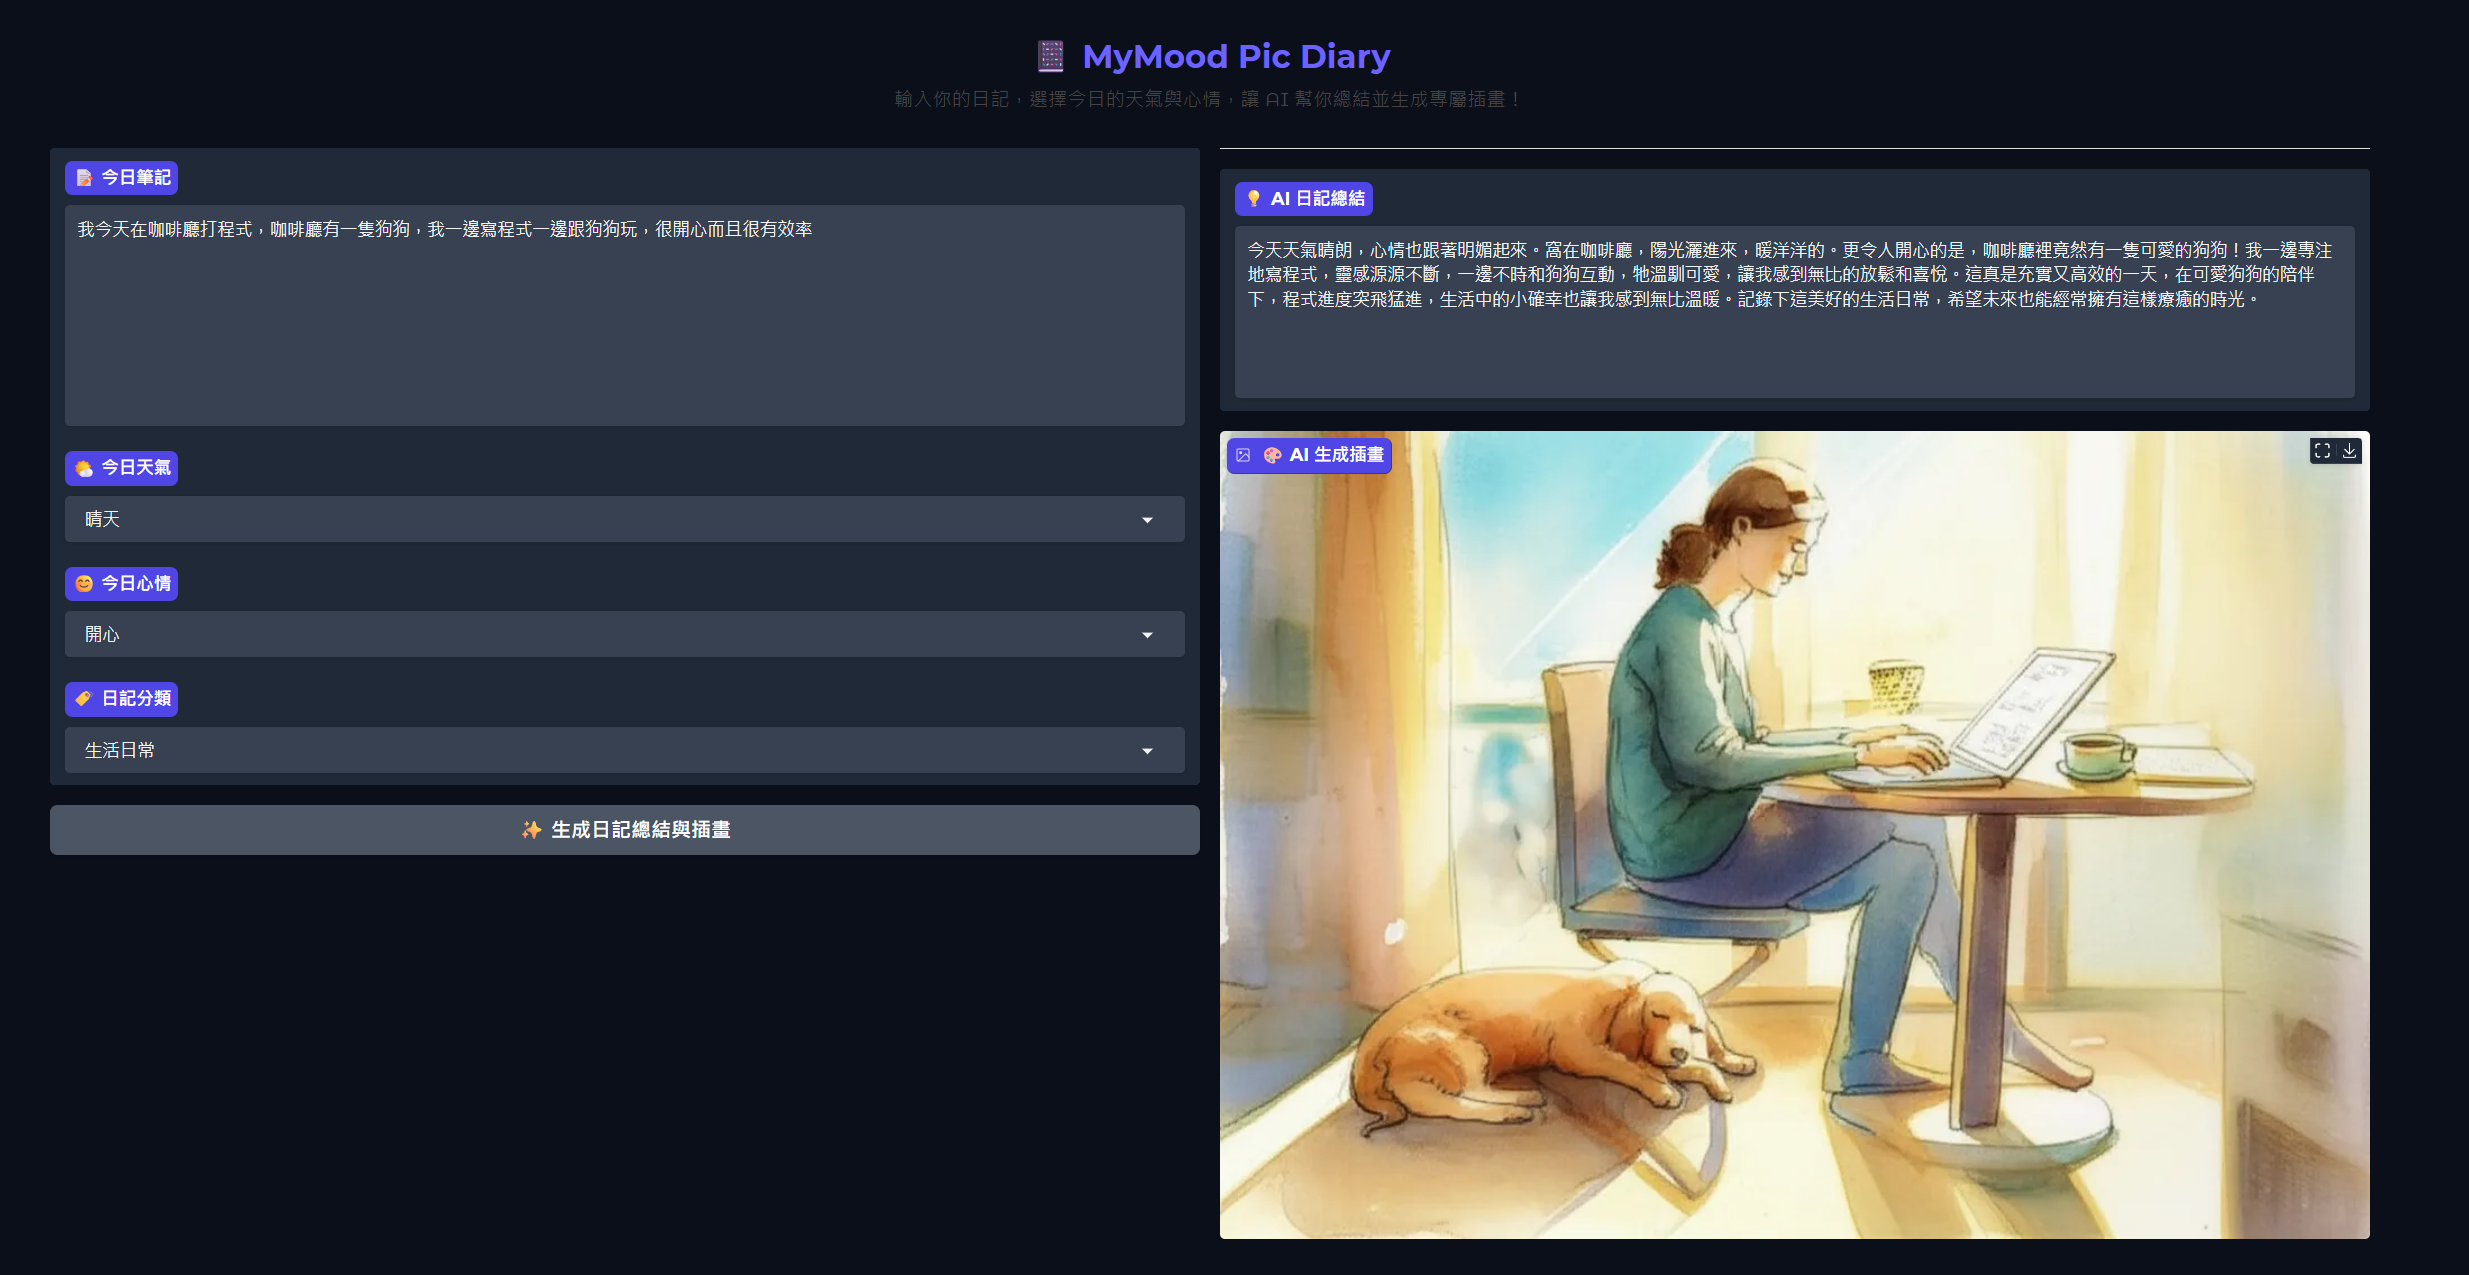 MyMood Pic Diary
輸入你的日記，選擇今日的天氣與心情，讓 AI 幫你總結並生成專屬插畫！
今日筆記
我今天在咖啡廳打程式，咖啡廳有一隻狗狗，我一邊寫程式一邊跟狗狗玩，很開心而且很有效率
今日天氣
晴天
今日心情
開心
日記分類
生活日常
生成日記總結與插畫
AI 日記總結
今天天氣晴朗，心情也跟著明媚起來。窩在咖啡廳，陽光灑進來，暖洋洋的。更令人開心的是，咖啡廳裡竟然有一隻可愛的狗狗！我一邊專注
地寫程式，靈感源源不斷，一邊不時和狗狗互動，牠溫馴可愛，讓我感到無比的放鬆和喜悅。這真是充實又高效的一天，在可愛狗狗的陪伴
下，程式進度突飛猛進，生活中的小確幸也讓我感到無比溫暖。記錄下這美好的生活日常，希望未來也能經常擁有這樣療癒的時光。
AI 生成插畫